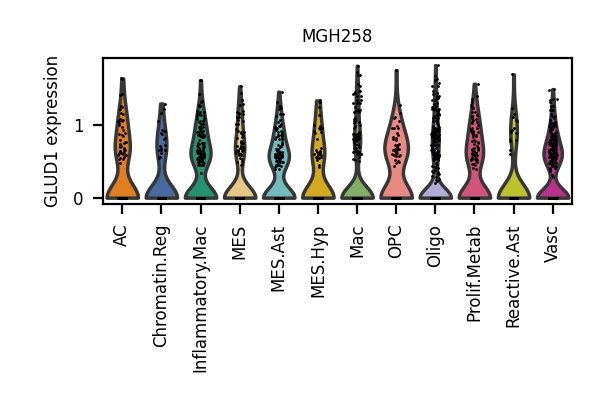 MGH258
GLUD1 expression
1
0
AC
Chromatin.Reg
Inflammatory.Mac
MES
MES.Ast
MES.Hyp
Mac
OPC
Oligo
Prolif.Metab
Reactive.Ast
Vasc